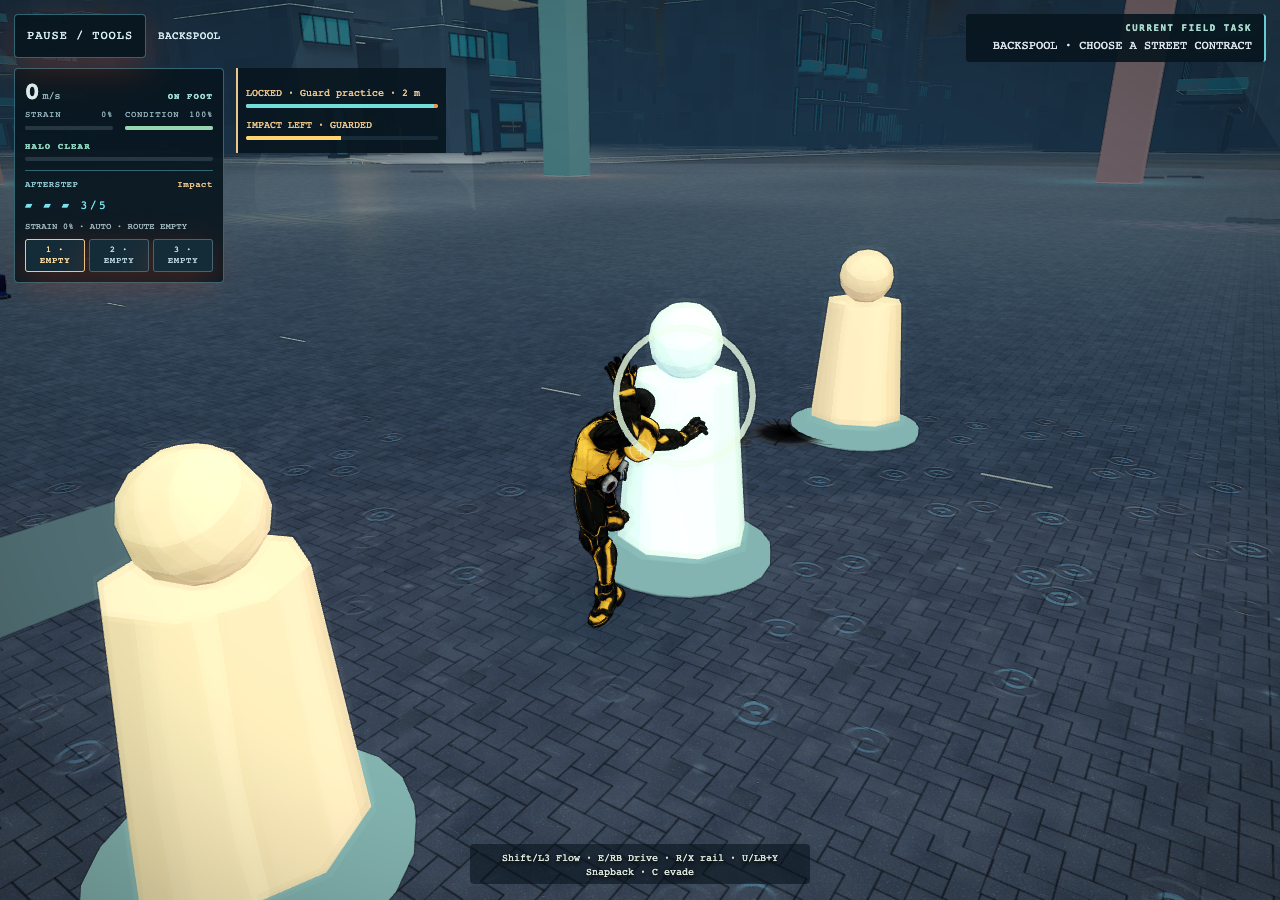 PAUSE / TOOLS
BACKSPOOL
CURRENT FIELD TASK
BACKSPOOL · CHOOSE A STREET CONTRACT
0 m/s
ON FOOT
STRAIN 0%
CONDITION 100%
HALO CLEAR
AFTERSTEP
Impact
3/5
STRAIN 0% · AUTO · ROUTE EMPTY
1 · EMPTY
2 · EMPTY
3 · EMPTY
LOCKED · Guard practice · 2 m
IMPACT LEFT · GUARDED
Shift/L3 Flow · E/RB Drive · R/X rail · U/LB+Y
Snapback · C evade